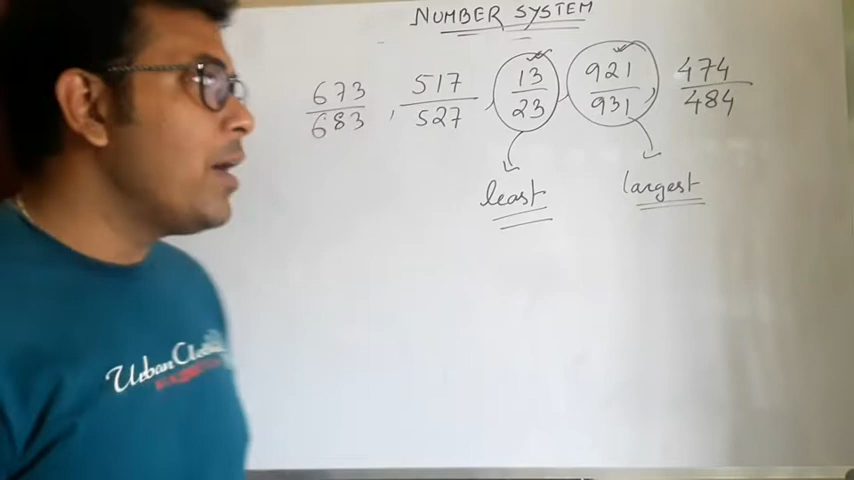 NUMBER SYSTEM
673/683, 517/527, 13/23, 921/931, 474/484
least
largest
Urban